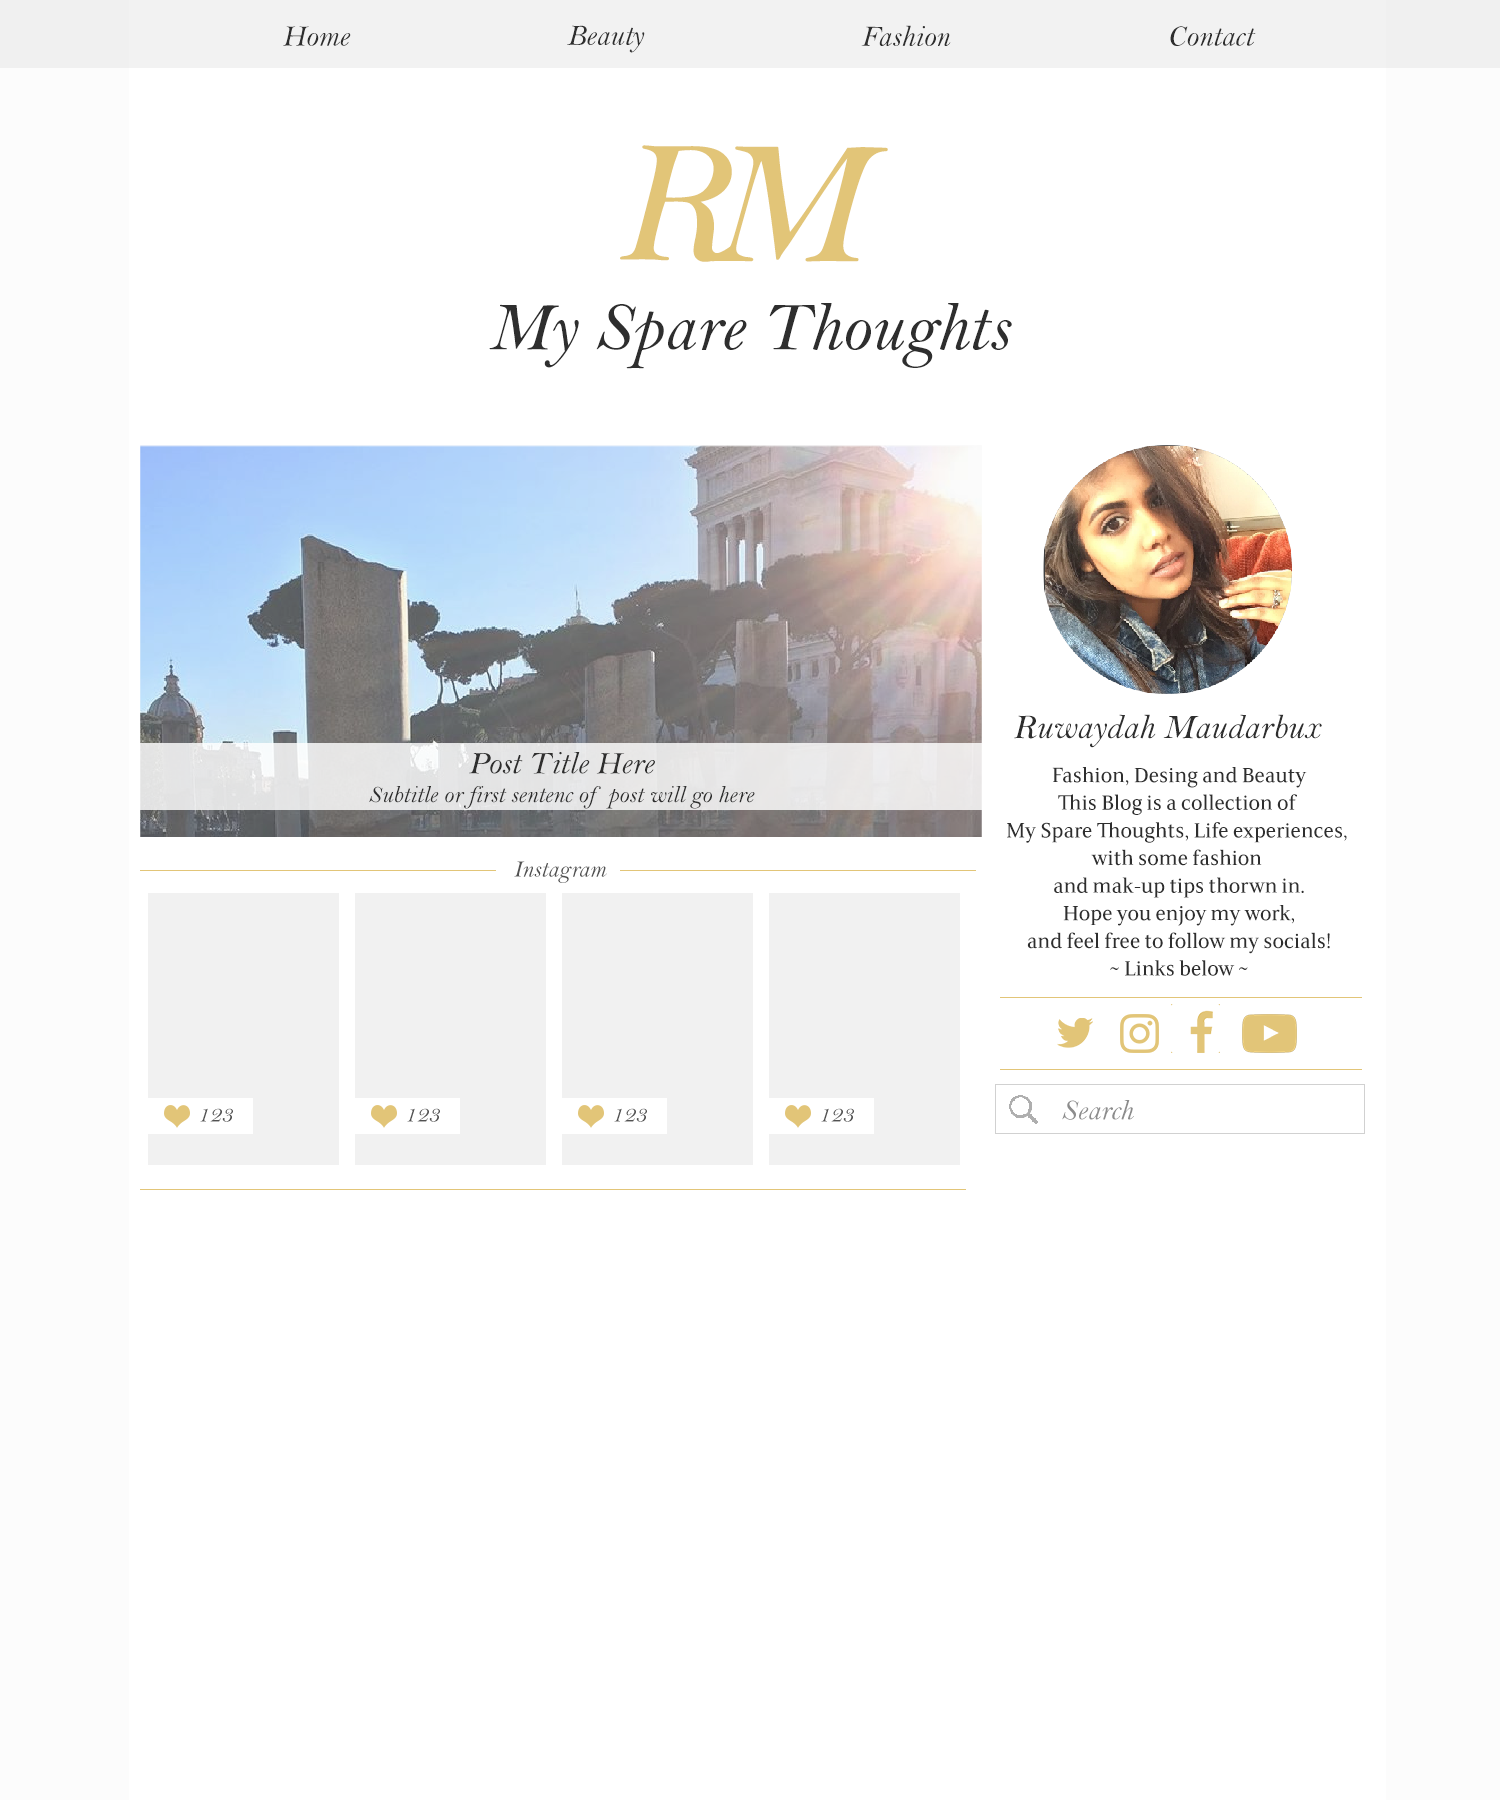 Home Beauty Fashion Contact
RM
My Spare Thoughts
Post Title Here
Subtitle or first sentenc of post will go here
Ruwaydah Maudarbux
Fashion, Desing and Beauty
This Blog is a collection of
My Spare Thoughts, Life experiences,
with some fashion
and mak-up tips thorwn in.
Hope you enjoy my work,
and feel free to follow my socials!
~ Links below ~
Search
Instagram
123 123 123 123